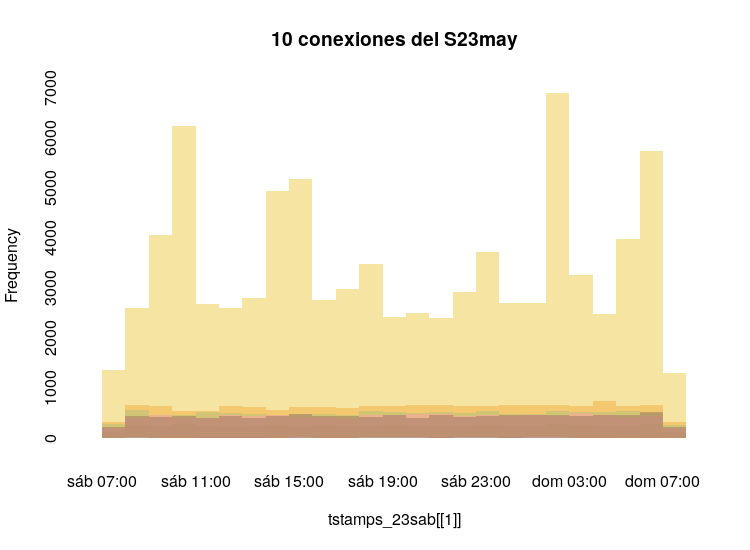 10 conexiones del S23may
Frequency
7000
6000
5000
4000
3000
2000
1000
0
sáb 07:00 sáb 11:00 sáb 15:00 sáb 19:00 sáb 23:00 dom 03:00 dom 07:00
tstamps_23sab[[1]]